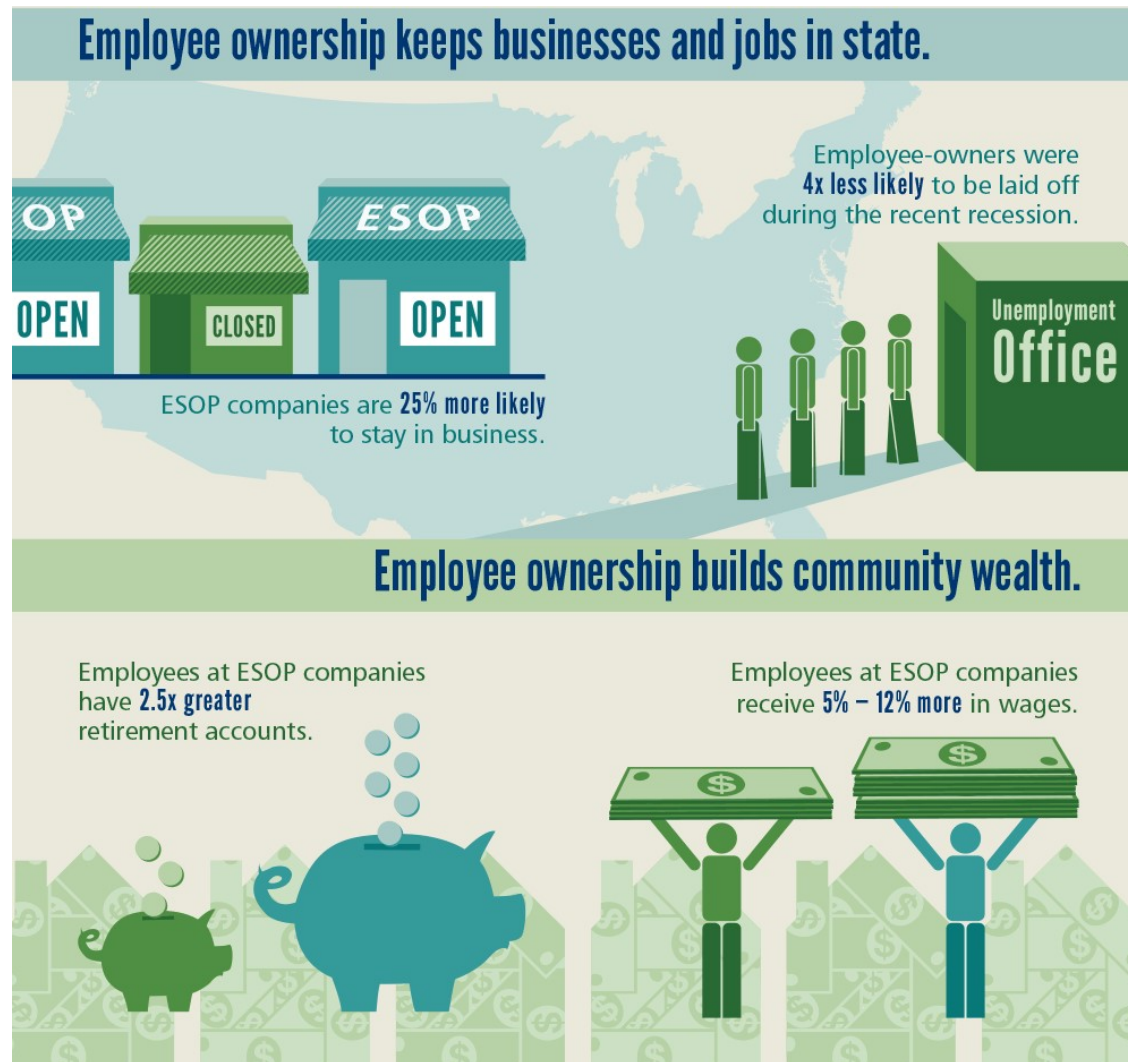 Employee ownership keeps businesses and jobs in state.
Employee-owners were
4x less likely to be laid off
during the recent recession.
OP
ESOP
OPEN
CLOSED
OPEN
Unemployment
Office
ESOP companies are 25% more likely
to stay in business.
Employee ownership builds community wealth.
Employees at ESOP companies
have 2.5x greater
retirement accounts.
Employees at ESOP companies
receive 5% – 12% more in wages.
$
$